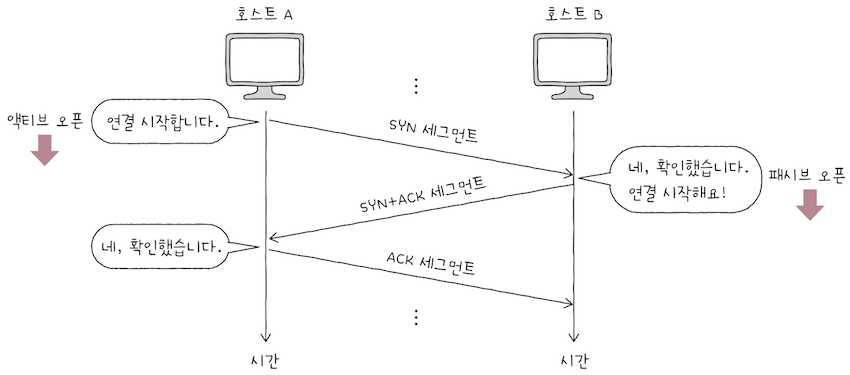 호스트 A
호스트 B
액티브 오픈
연결 시작합니다.
SYN 세그먼트
네, 확인했습니다.
연결 시작해요!
패시브 오픈
SYN+ACK 세그먼트
네, 확인했습니다.
ACK 세그먼트
시간
시간